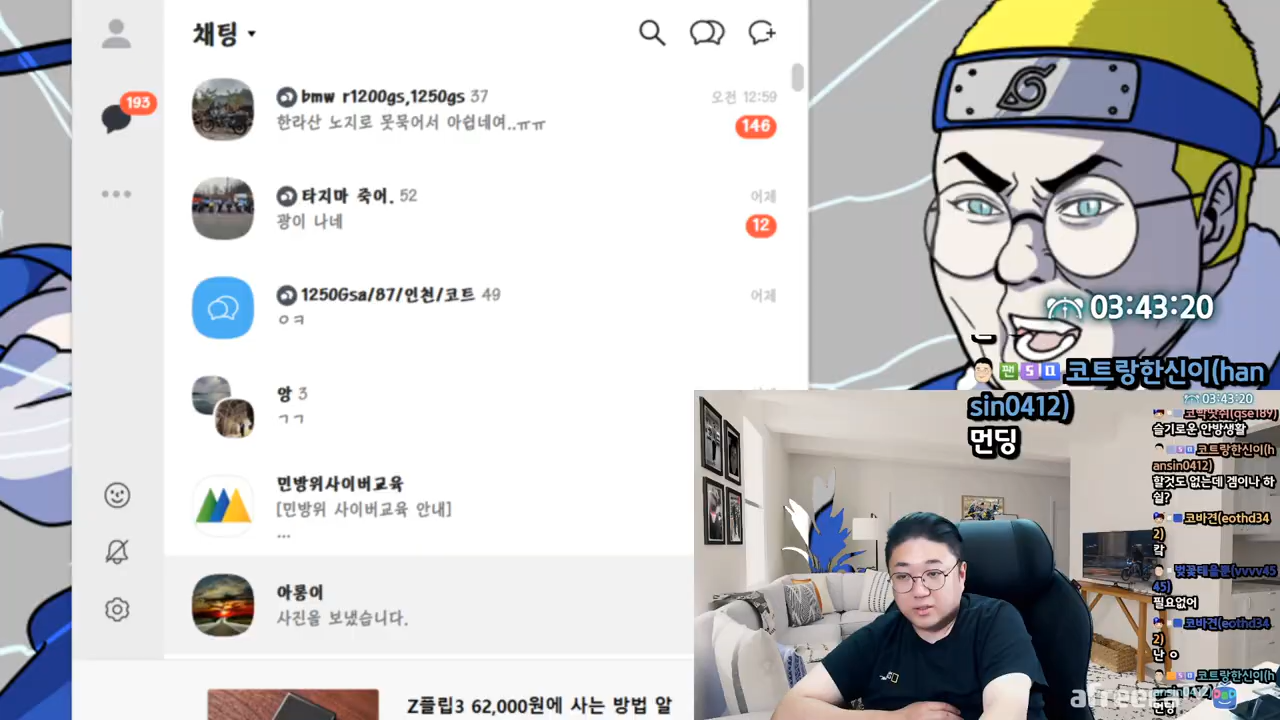 채팅
193
bmw r1200gs,1250gs 37
오전 12:59
한라산 노지로 못묵어서 아쉽네여..ㅠㅠ
146
타지마 죽어. 52
어제
광이 나네
12
1250Gsa/87/인천/코트 49
어제
ㅇㅋ
앙 3
ㄱㄱ
민방위사이버교육
[민방위 사이버교육 안내]
...
아롱이
사진을 보냈습니다.
Z플립3 62,000원에 사는 방법 알
03:43:20
팬 코트랑한신이(han
sin0412)
먼딩
03:43:20
슬기로운 안방생활
코트랑한신이(h
ansin0412)
할것도 없는데 겜이나 하
쉴?
코바견(eothd34
2)
칵
벚꽃테을뿐(vvvv45
45)
필요없어
코바견(eothd34
2)
난 ㅇ
코트랑한신이(h
ansin0412)
먼딩
afreeca